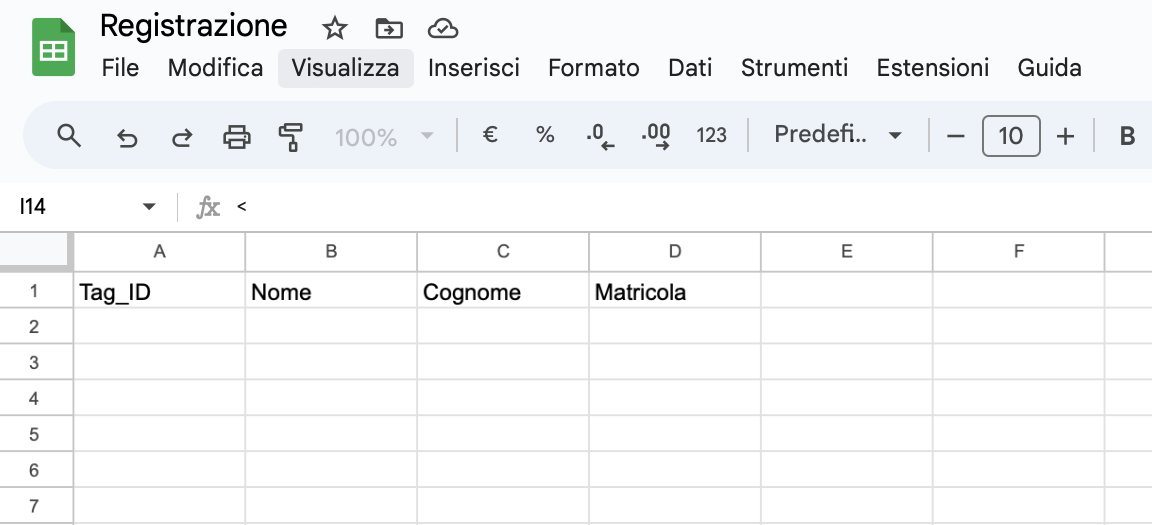 Registrazione
File Modifica Visualizza Inserisci Formato Dati Strumenti Estensioni Guida
100% € % .0 .00 123 Predefi... 10 B
I14 fx <
A B C D E F
1 Tag_ID Nome Cognome Matricola
2
3
4
5
6
7